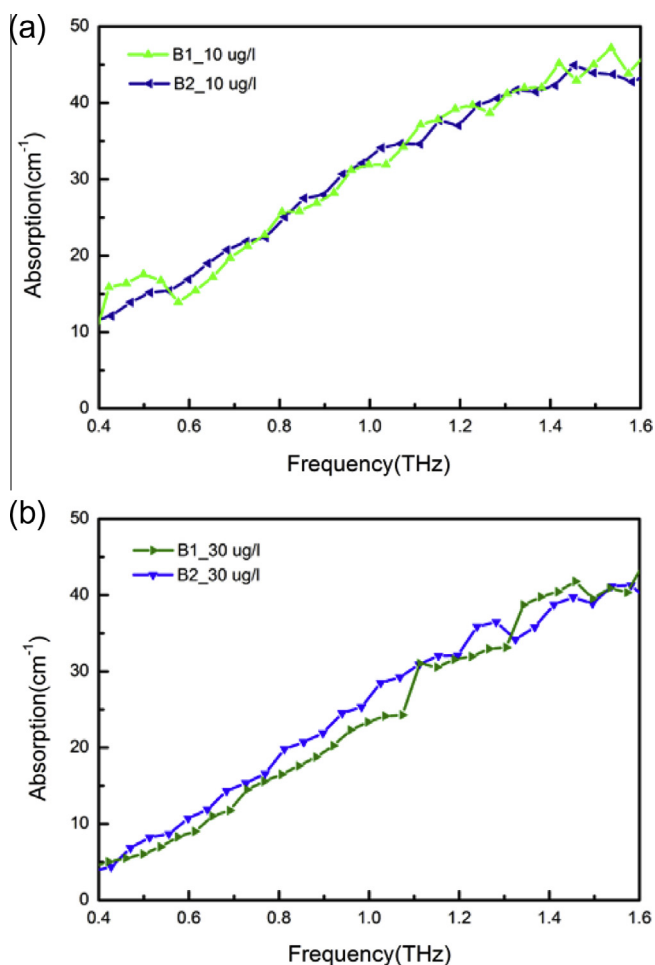 (a)
50
40
30
20
10
0
B1_10 ug/l
B2_10 ug/l
Absorption(cm⁻¹)
0.4 0.6 0.8 1.0 1.2 1.4 1.6
Frequency(THz)
(b)
50
40
30
20
10
0
B1_30 ug/l
B2_30 ug/l
Absorption(cm⁻¹)
0.4 0.6 0.8 1.0 1.2 1.4 1.6
Frequency(THz)